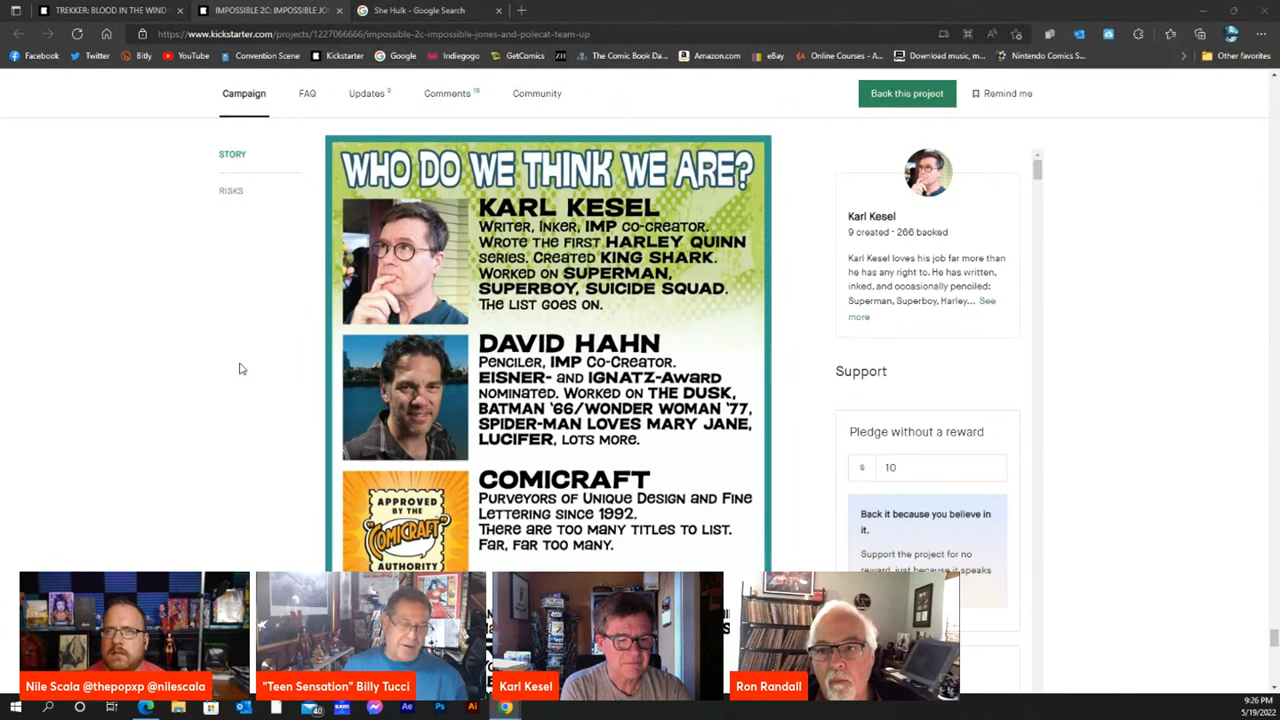 TREKKER: BLOOD IN THE WIND
IMPOSSIBLE 2C: IMPOSSIBLE JO
She Hulk - Google Search
https://www.kickstarter.com/projects/1227066666/impossible-2c-impossible-jones-and-polecat-team-up
Facebook
Twitter
Bitly
YouTube
Convention Scene
Kickstarter
Google
Indiegogo
GetComics
The Comic Book Da...
Amazon.com
eBay
Online Courses - A...
Download music, m...
Nintendo Comics S...
Other favorites
Campaign
FAQ
Updates 9
Comments 18
Community
Back this project
Remind me
STORY
RISKS
WHO DO WE THINK WE ARE?
KARL KESEL
WRITER, INKER, IMP CO-CREATOR.
WROTE THE FIRST HARLEY QUINN
SERIES. CREATED KING SHARK.
WORKED ON SUPERMAN,
SUPERBOY, SUICIDE SQUAD.
THE LIST GOES ON.
DAVID HAHN
PENCILER, IMP CO-CREATOR.
EISNER- AND IGNATZ-AWARD
NOMINATED. WORKED ON THE DUSK,
BATMAN '66/WONDER WOMAN '77,
SPIDER-MAN LOVES MARY JANE,
LUCIFER, LOTS MORE.
APPROVED
BY THE
"COMICRAFT"
AUTHORITY
COMICRAFT
PURVEYORS OF UNIQUE DESIGN AND FINE
LETTERING SINCE 1992.
THERE ARE TOO MANY TITLES TO LIST.
FAR, FAR TOO MANY.
Karl Kesel
9 created · 266 backed
Karl Kesel loves his job far more than
he has any right to. He has written,
inked, and occasionally penciled:
Superman, Superboy, Harley... See
more
Support
Pledge without a reward
$ 10
Back it because you believe in
it.
Support the project for no
reward, just because it speaks
Nile Scala @thepopxp @nilescala
"Teen Sensation" Billy Tucci
Karl Kesel
Ron Randall
40
Ae
Ps
Ai
9:26 PM
5/19/2022